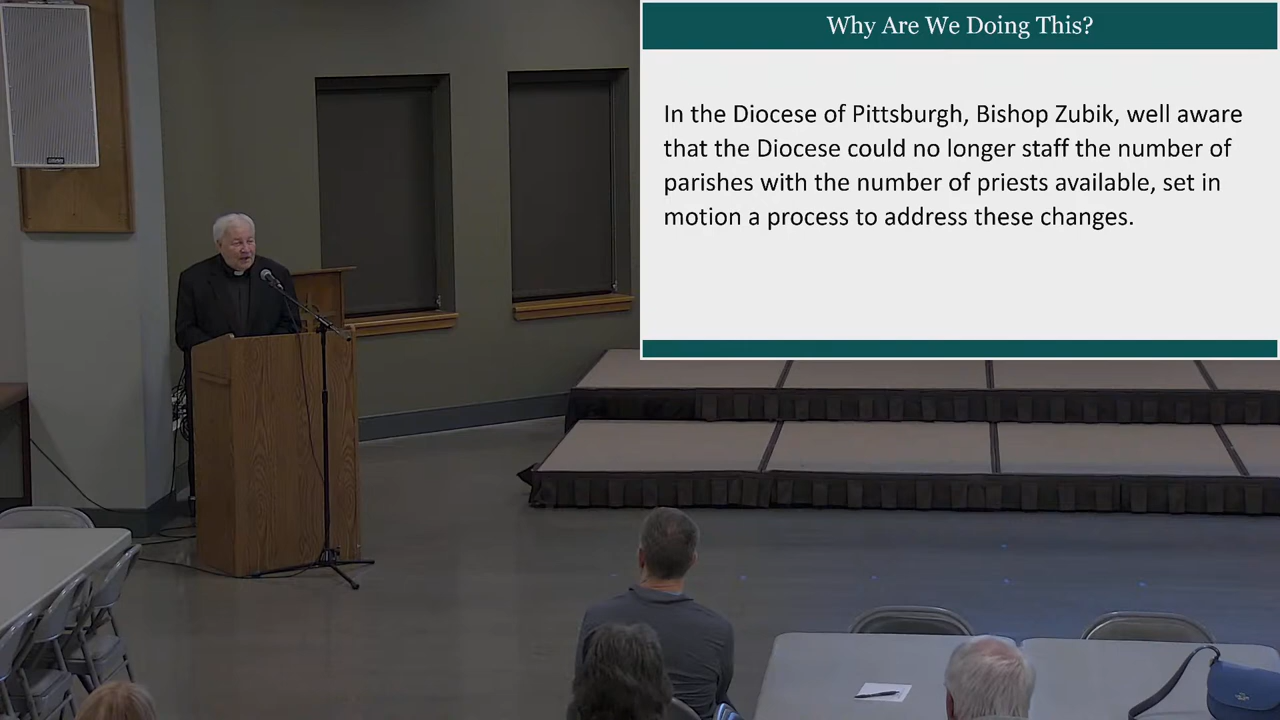 Why Are We Doing This?
In the Diocese of Pittsburgh, Bishop Zubik, well aware
that the Diocese could no longer staff the number of
parishes with the number of priests available, set in
motion a process to address these changes.